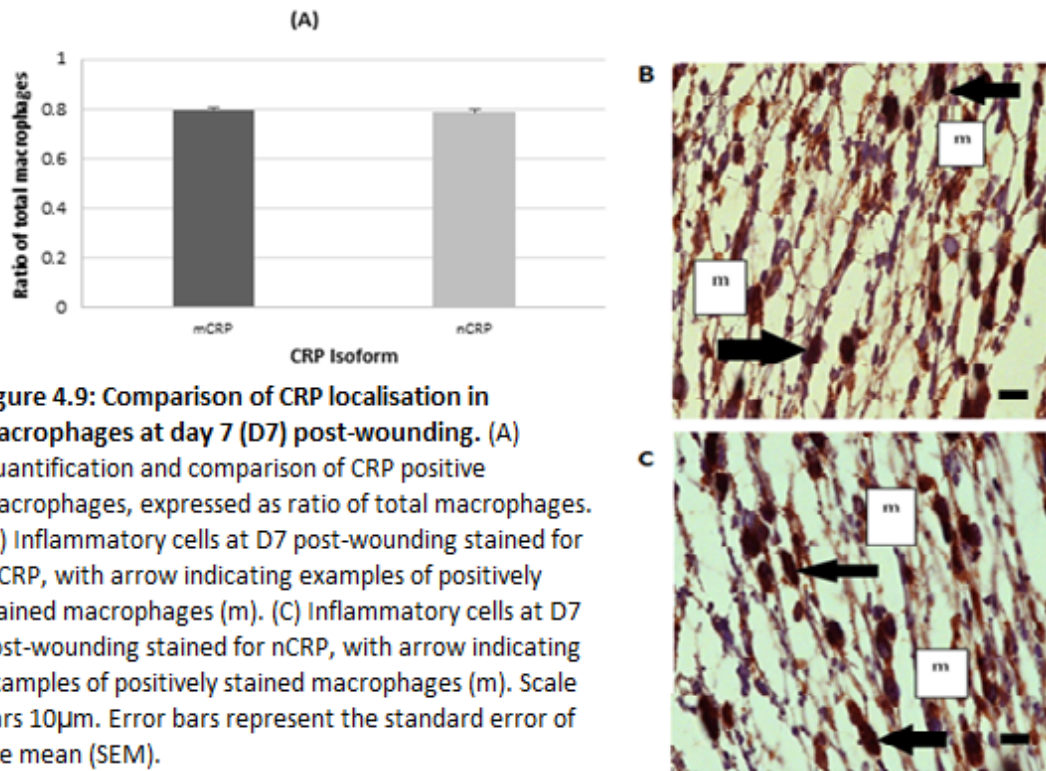 (A)
Ratio of total macrophages
1
0.8
0.6
0.4
0.2
0
mCRP
nCRP
CRP Isoform
gure 4.9: Comparison of CRP localisation in
acrophages at day 7 (D7) post-wounding. (A)
uantification and comparison of CRP positive
acrophages, expressed as ratio of total macrophages.
) Inflammatory cells at D7 post-wounding stained for
CRP, with arrow indicating examples of positively
ained macrophages (m). (C) Inflammatory cells at D7
ost-wounding stained for nCRP, with arrow indicating
xamples of positively stained macrophages (m). Scale
ars 10µm. Error bars represent the standard error of
e mean (SEM).
B
m
m
C
m
m